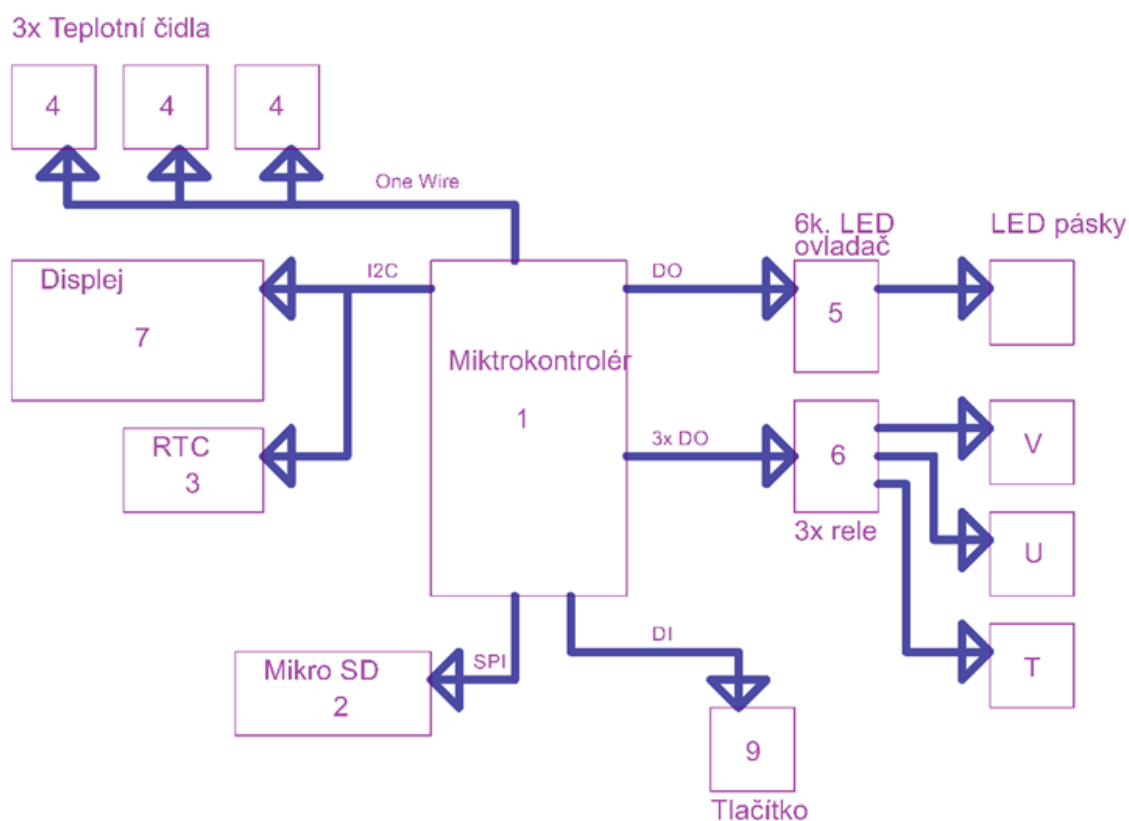 3x Teplotní čidla
4
4
4
One Wire
6k. LED
ovladač
LED pásky
Displej
7
I2C
Miktrokontrolér
1
DO
5
RTC
3
3x DO
6
3x rele
V
U
T
Mikro SD
2
SPI
DI
9
Tlačítko